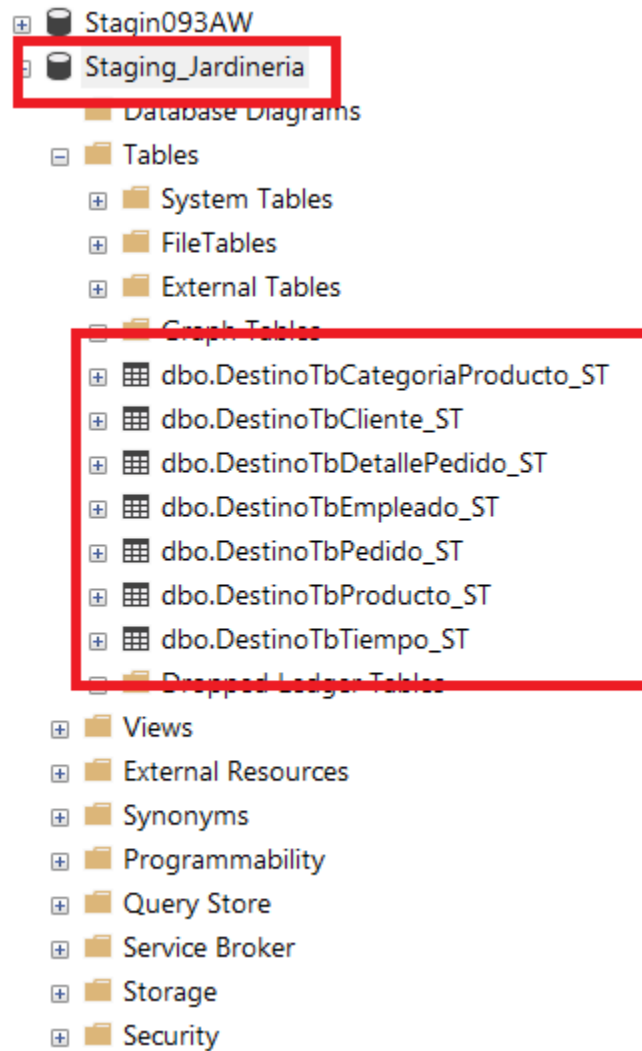 Stagin093AW
Staging_Jardineria
Database Diagrams
Tables
System Tables
FileTables
External Tables
Graph Tables
dbo.DestinoTbCategoriaProducto_ST
dbo.DestinoTbCliente_ST
dbo.DestinoTbDetallePedido_ST
dbo.DestinoTbEmpleado_ST
dbo.DestinoTbPedido_ST
dbo.DestinoTbProducto_ST
dbo.DestinoTbTiempo_ST
Dropped Ledger Tables
Views
External Resources
Synonyms
Programmability
Query Store
Service Broker
Storage
Security